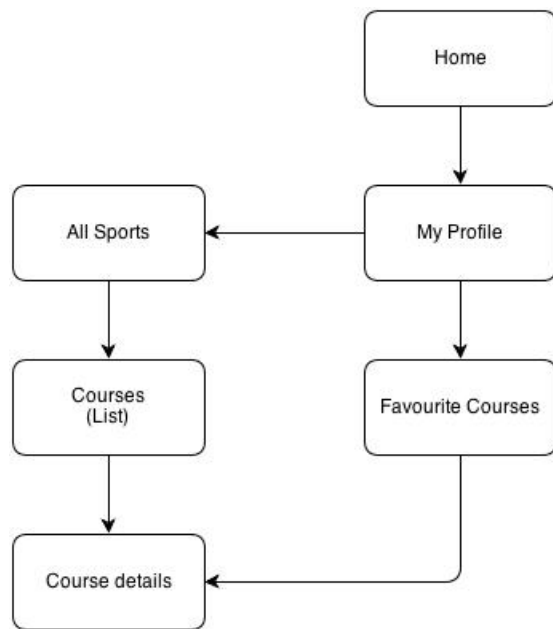 Home
All Sports
My Profile
Courses
(List)
Favourite Courses
Course details